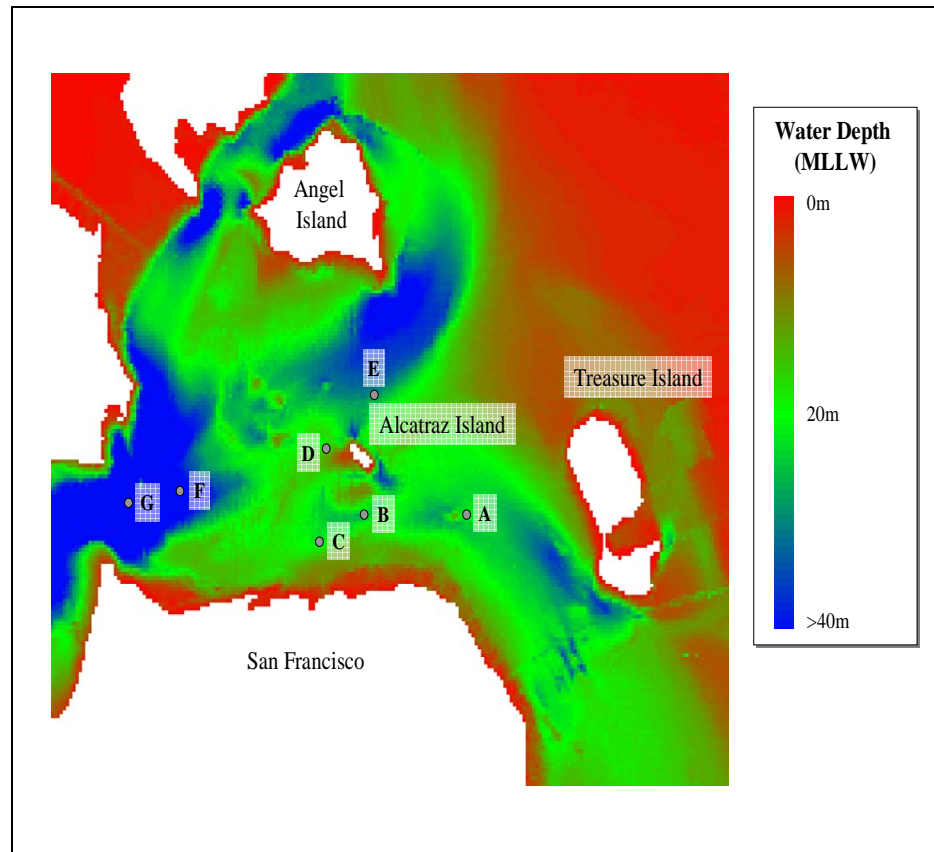 Water Depth
(MLLW)
0m
20m
>40m
Angel
Island
E
Treasure Island
Alcatraz Island
D
G
F
B
A
C
San Francisco